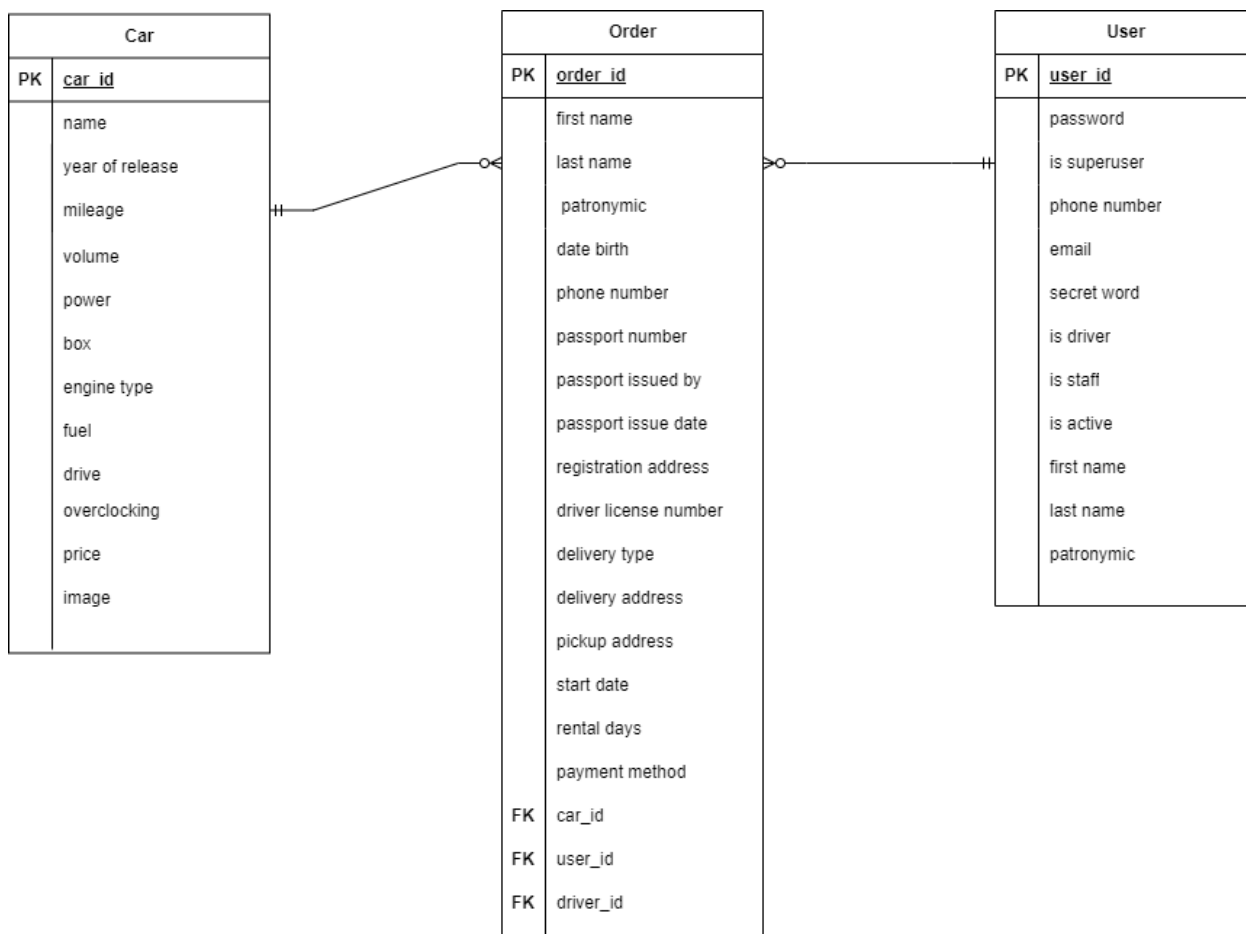 Car
PK car_id
name
year of release
mileage
volume
power
box
engine type
fuel
drive
overclocking
price
image
Order
PK order_id
first name
last name
patronymic
date birth
phone number
passport number
passport issued by
passport issue date
registration address
driver license number
delivery type
delivery address
pickup address
start date
rental days
payment method
FK car_id
FK user_id
FK driver_id
User
PK user_id
password
is superuser
phone number
email
secret word
is driver
is staff
is active
first name
last name
patronymic